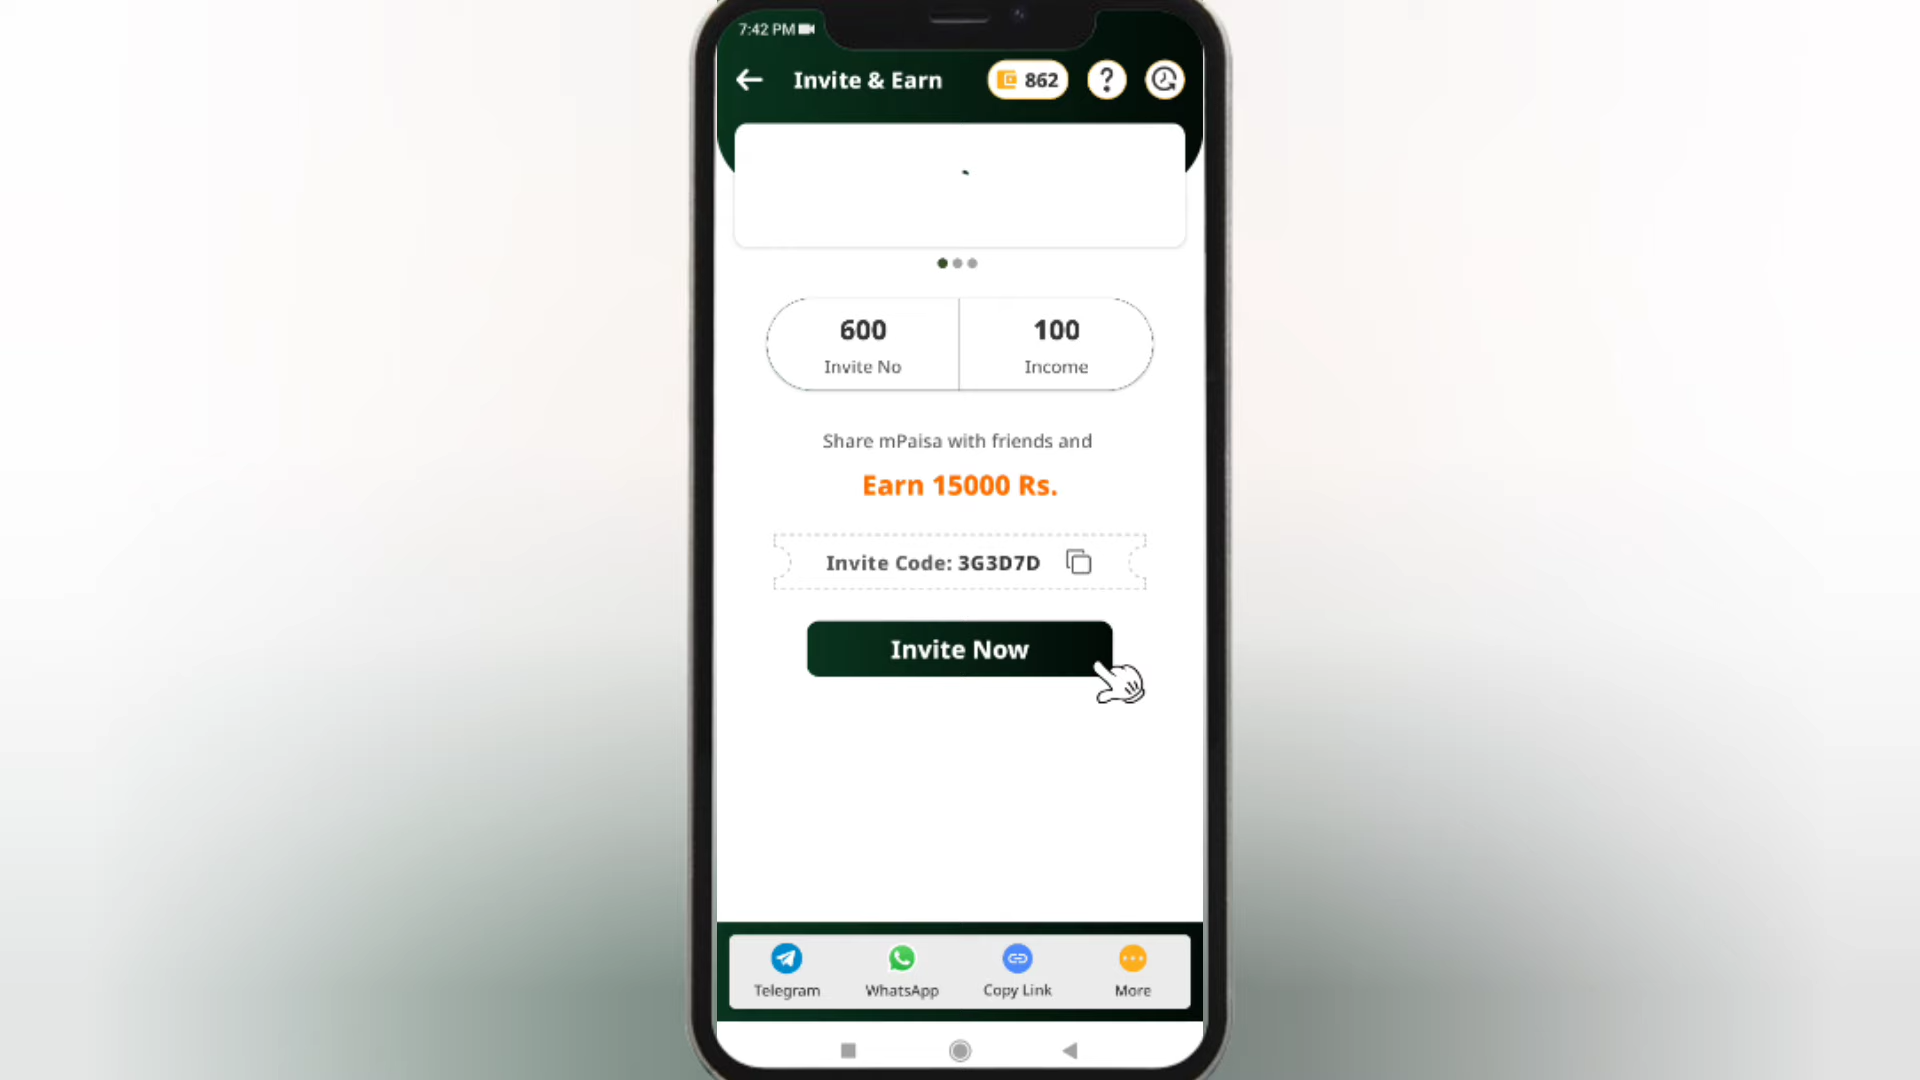 7:42 PM
Invite & Earn
862
600
Invite No
100
Income
Share mPaisa with friends and
Earn 15000 Rs.
Invite Code: 3G3D7D
Invite Now
Telegram
WhatsApp
Copy Link
More